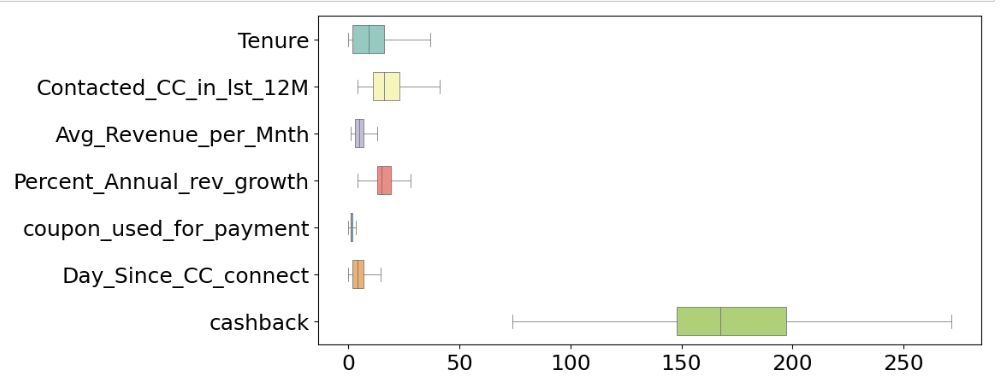 Tenure
Contacted_CC_in_lst_12M
Avg_Revenue_per_Mnth
Percent_Annual_rev_growth
coupon_used_for_payment
Day_Since_CC_connect
cashback
0 50 100 150 200 250